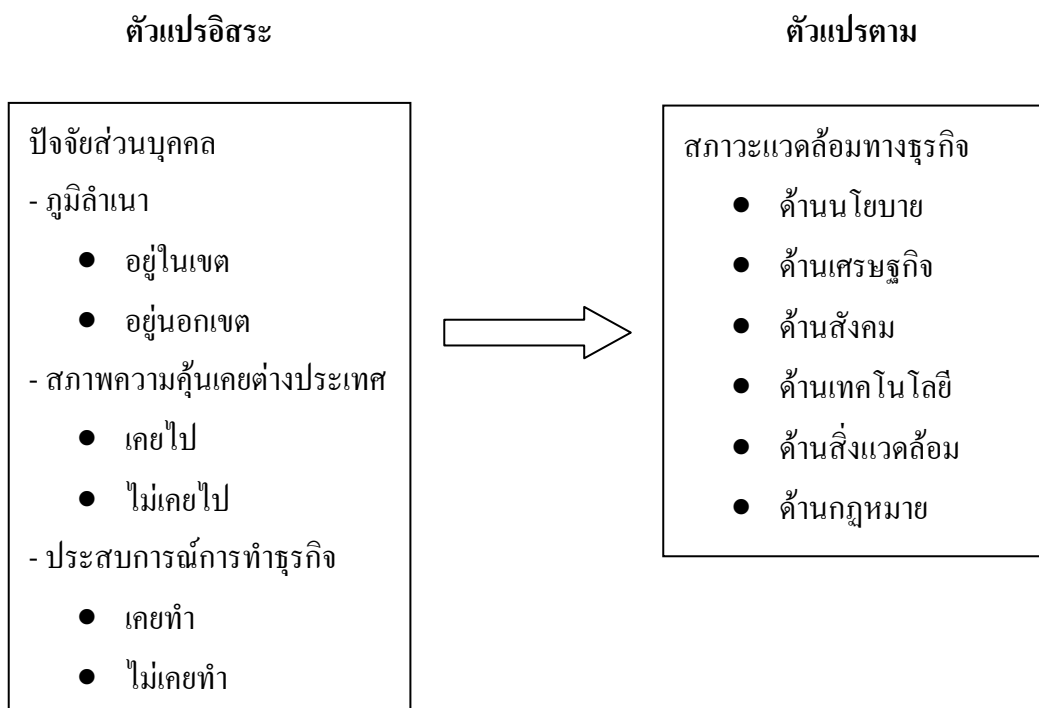 ตัวแปรอิสระ
ปัจจัยส่วนบุคคล
- ภูมิลำเนา
● อยู่ในเขต
● อยู่นอกเขต
- สภาพความคุ้นเคยต่างประเทศ
● เคยไป
● ไม่เคยไป
- ประสบการณ์การทำธุรกิจ
● เคยทำ
● ไม่เคยทำ
ตัวแปรตาม
สภาวะแวดล้อมทางธุรกิจ
● ด้านนโยบาย
● ด้านเศรษฐกิจ
● ด้านสังคม
● ด้านเทคโนโลยี
● ด้านสิ่งแวดล้อม
● ด้านกฎหมาย